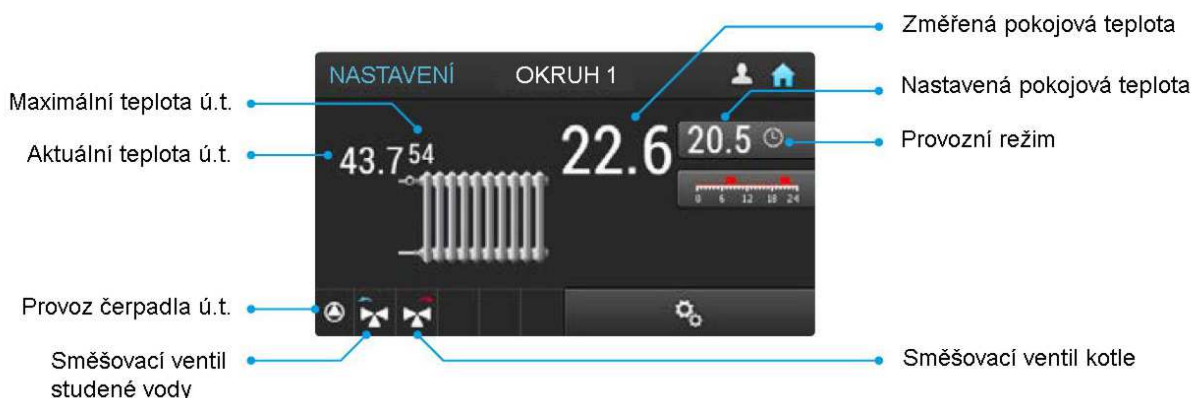 Změřená pokojová teplota
NASTAVENÍ OKRUH 1
Nastavená pokojová teplota
Maximální teplota ú.t.
Provozní režim
Aktuální teplota ú.t.
43.7 54
22.6
20.5
0 6 12 18 24
Provoz čerpadla ú.t.
Směšovací ventil
studené vody
Směšovací ventil kotle